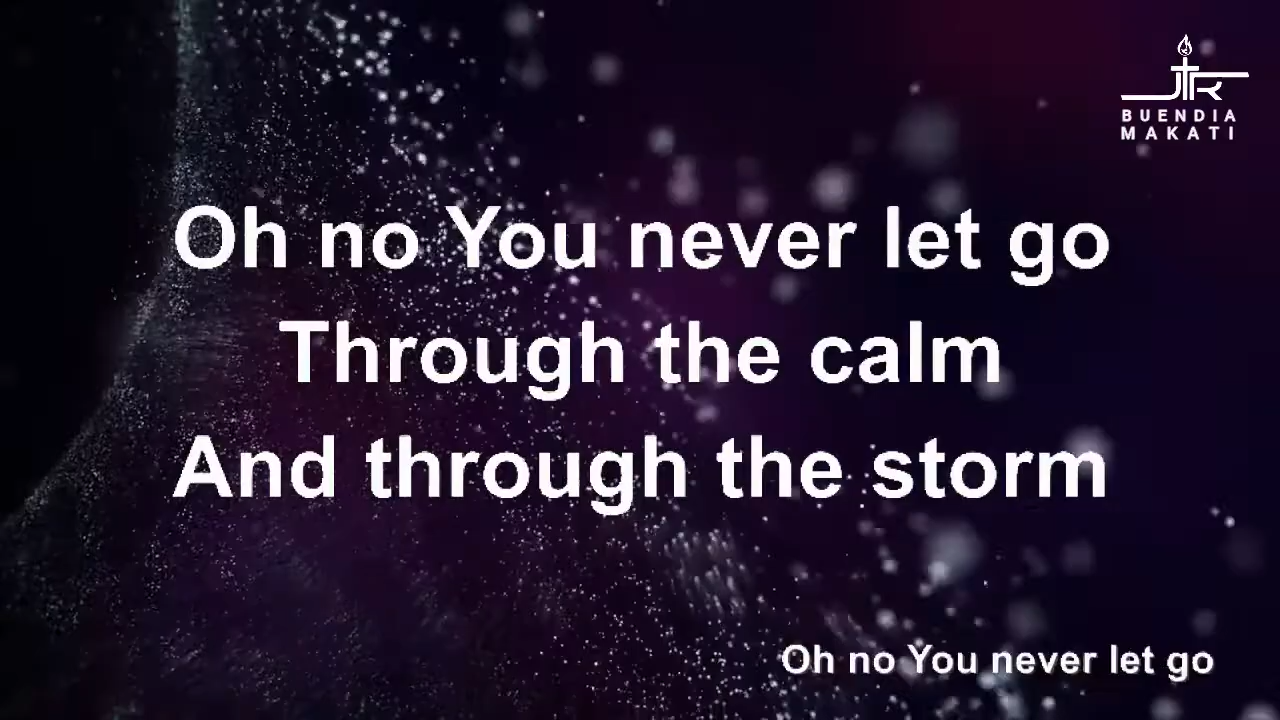 JTR
BUENDIA
MAKATI
Oh no You never let go
Through the calm
And through the storm
Oh no You never let go